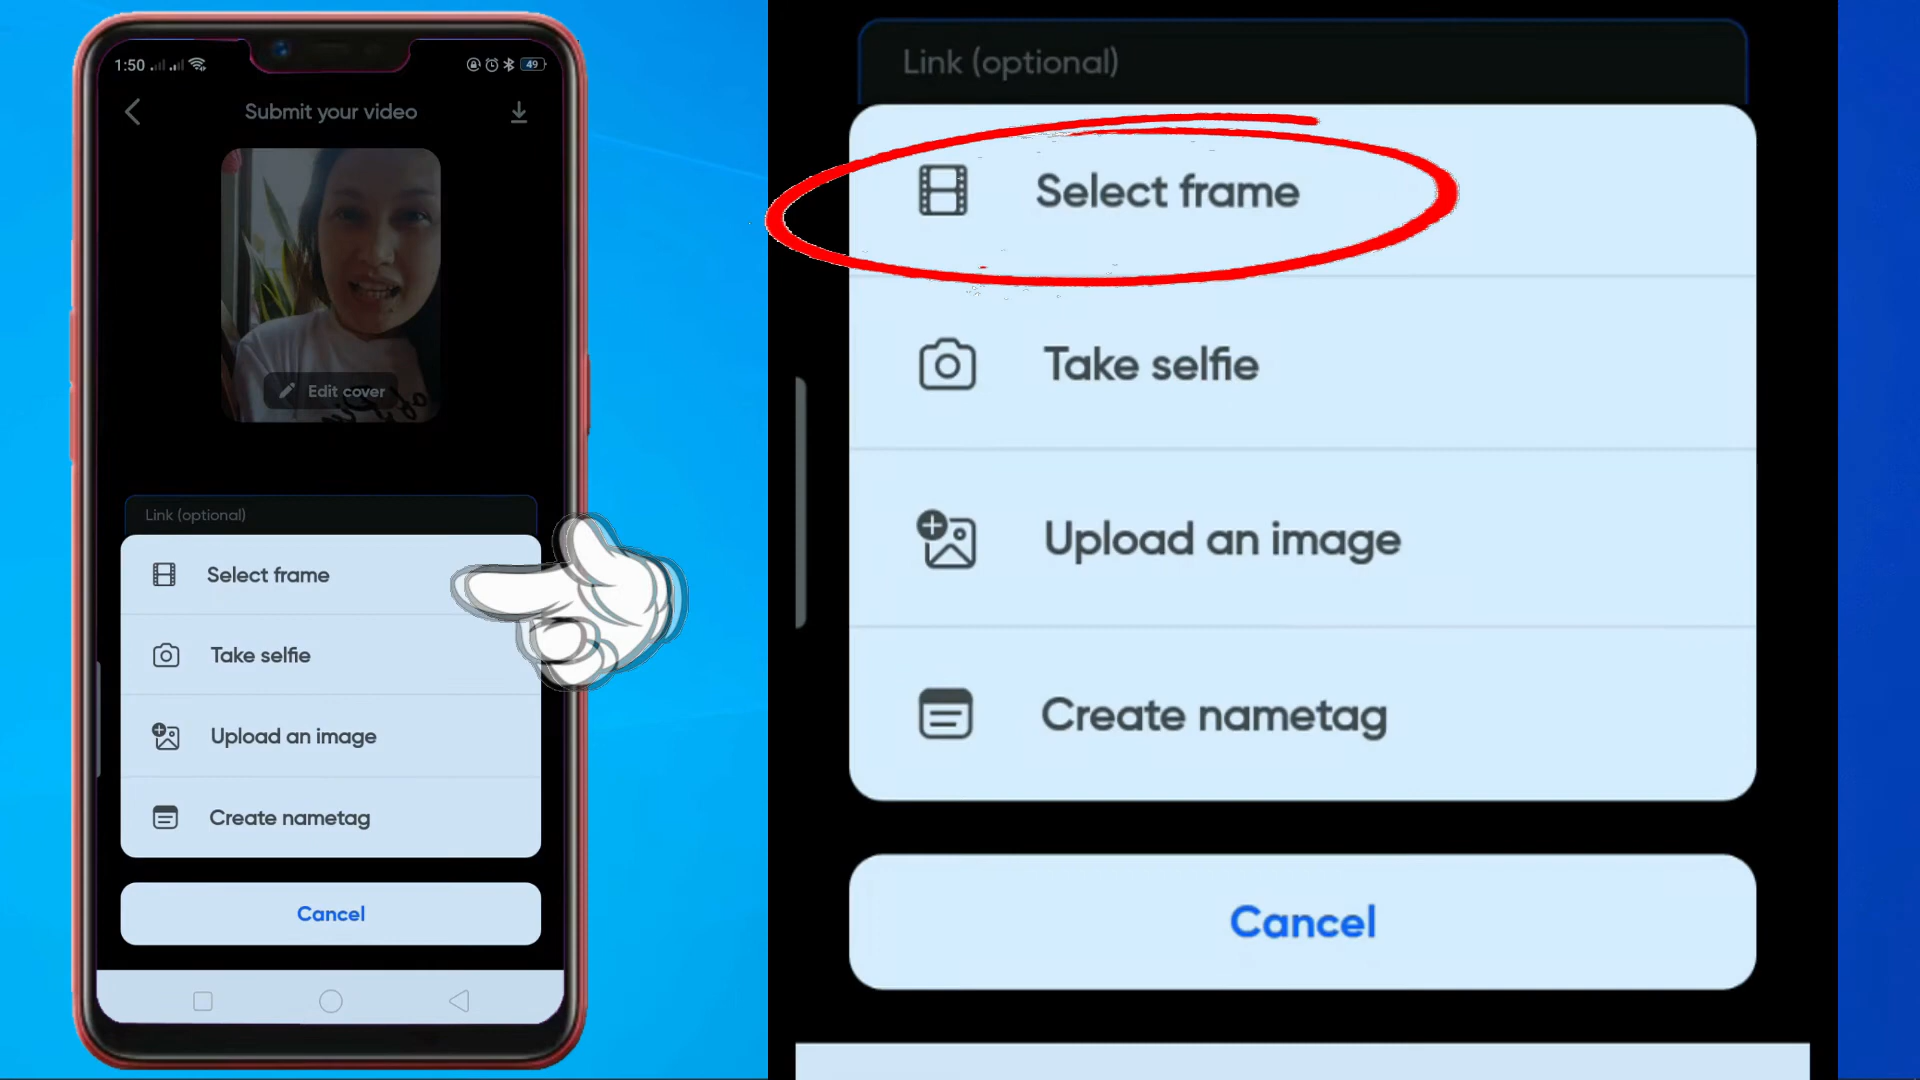 1:50
49
Submit your video
Edit cover
Link (optional)
Select frame
Take selfie
Upload an image
Create nametag
Cancel
Link (optional)
Select frame
Take selfie
Upload an image
Create nametag
Cancel